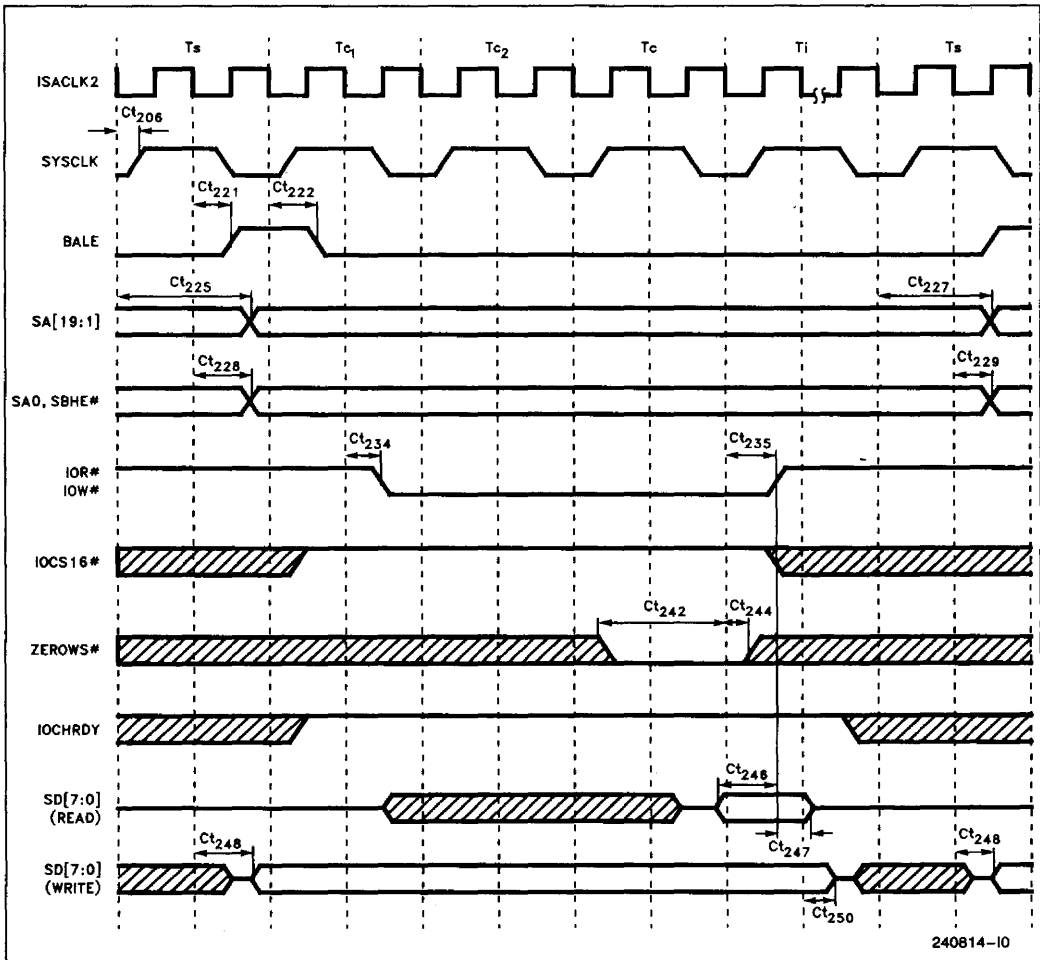 Ts Tc1 Tc2 Tc Ti Ts
ISACLK2
Ct206
SYSCLK
Ct221 Ct222
BALE
Ct225 Ct227
SA[19:1]
Ct228 Ct229
SA0, SBHE#
Ct234 Ct235
IOR#
IOW#
IOCS16#
Ct242 Ct244
ZEROWS#
IOCHRDY
Ct246
SD[7:0]
(READ)
Ct247
Ct248 Ct248
SD[7:0]
(WRITE)
Ct250
240814-10